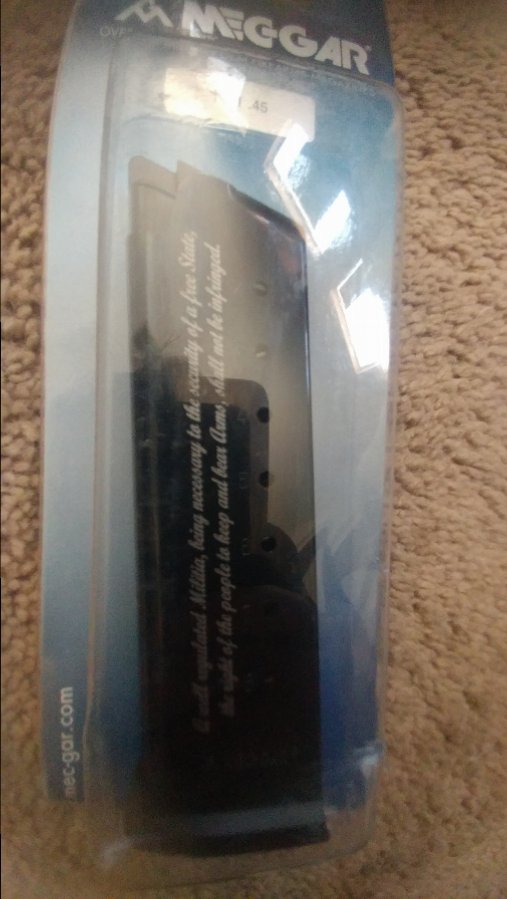 MEC-GAR
.45
A well regulated Militia, being necessary to the security of a free State,
the right of the people to keep and bear Arms, shall not be infringed.
mec-gar.com